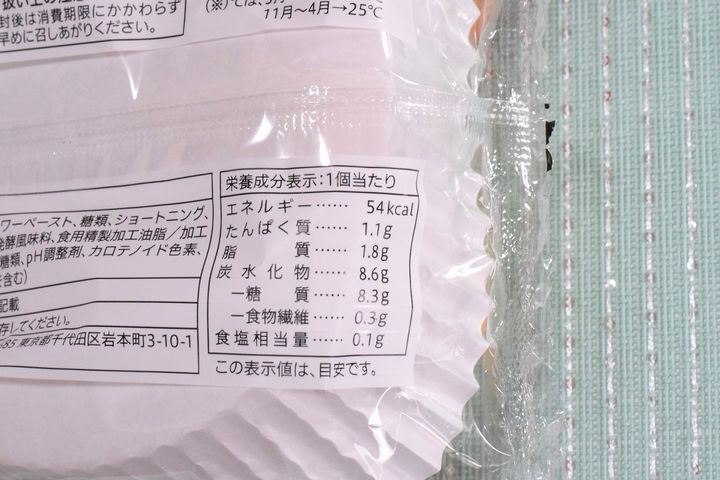 封後は消費期限にかかわらず
早めに召しあがりください。
11月～4月→25℃
ワーペースト、糖類、ショートニング、
発酵風味料、食用精製加工油脂／加工
糖類、pH調整剤、カロテノイド色素、
を含む)
記載
存してください。
85 東京都千代田区岩本町3-10-1
栄養成分表示:1個当たり
エネルギー…… 54kcal
たんぱく質…… 1.1g
脂　　　質…… 1.8g
炭水化物…… 8.6g
－糖　　質…… 8.3g
－食物繊維…… 0.3g
食塩相当量…… 0.1g
この表示値は、目安です。